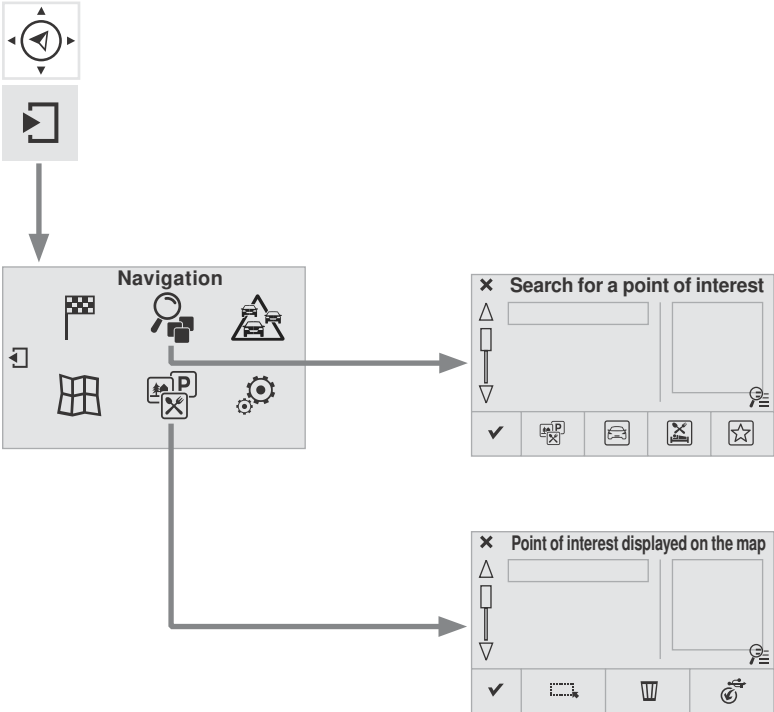 Navigation
P
Search for a point of interest
P
Point of interest displayed on the map